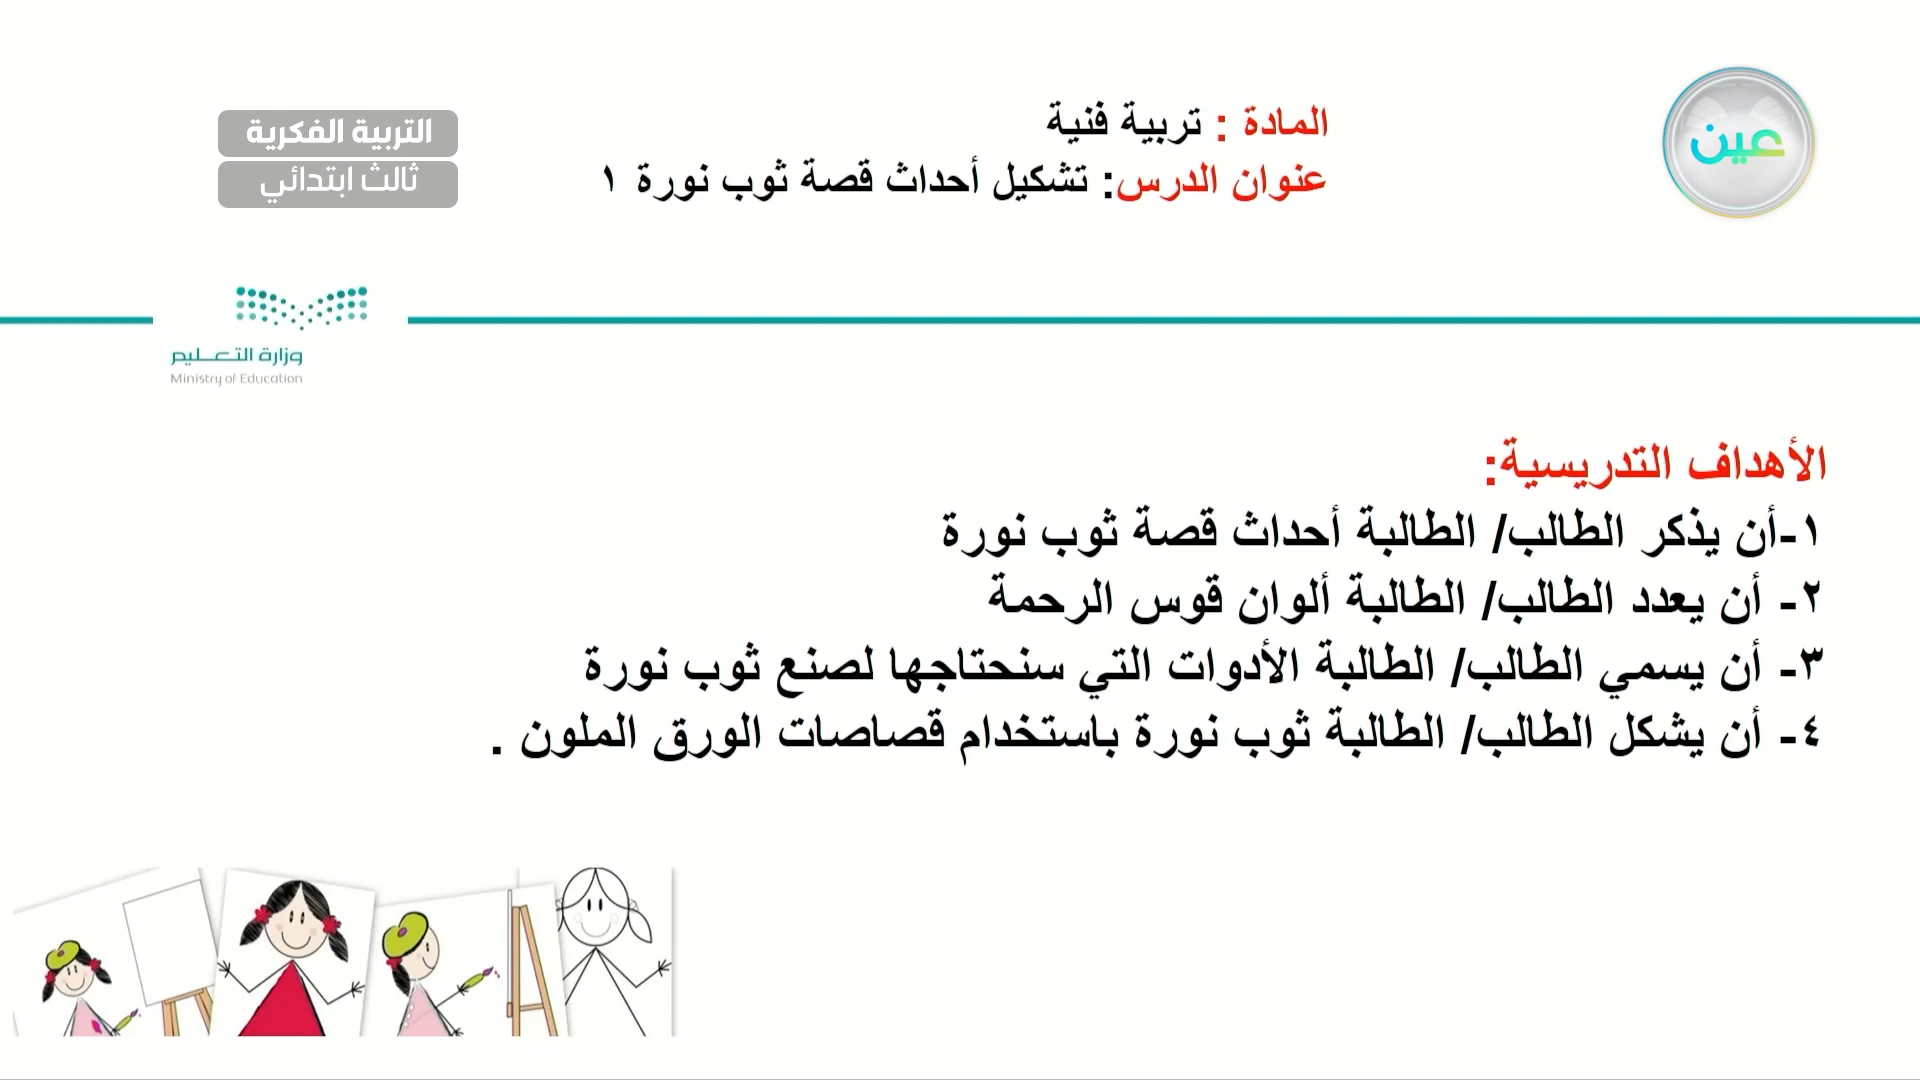 عين
المادة : تربية فنية
عنوان الدرس: تشكيل أحداث قصة ثوب نورة ١
التربية الفكرية
ثالث ابتدائي
وزارة التعليم
Ministry of Education
الأهداف التدريسية:
١-أن يذكر الطالب/ الطالبة أحداث قصة ثوب نورة
٢- أن يعدد الطالب/ الطالبة ألوان قوس الرحمة
٣- أن يسمي الطالب/ الطالبة الأدوات التي سنحتاجها لصنع ثوب نورة
٤- أن يشكل الطالب/ الطالبة ثوب نورة باستخدام قصاصات الورق الملون .